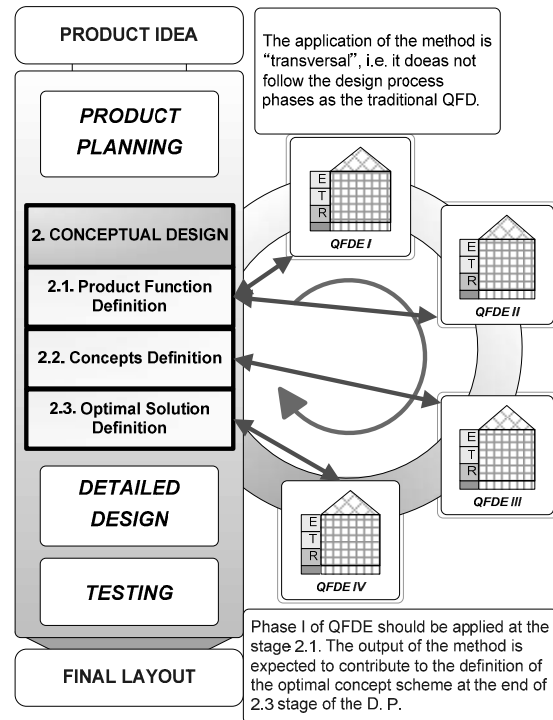 PRODUCT IDEA
The application of the method is
“transversal”, i.e. it doeas not
follow the design process
phases as the traditional QFD.
PRODUCT
PLANNING
E
T
R
QFDE I
2. CONCEPTUAL DESIGN
E
T
R
QFDE II
2.1. Product Function
Definition
2.2. Concepts Definition
2.3. Optimal Solution
Definition
E
T
R
QFDE III
DETAILED
DESIGN
E
T
R
QFDE IV
TESTING
Phase I of QFDE should be applied at the
stage 2.1. The output of the method is
expected to contribute to the definition of
the optimal concept scheme at the end of
2.3 stage of the D. P.
FINAL LAYOUT